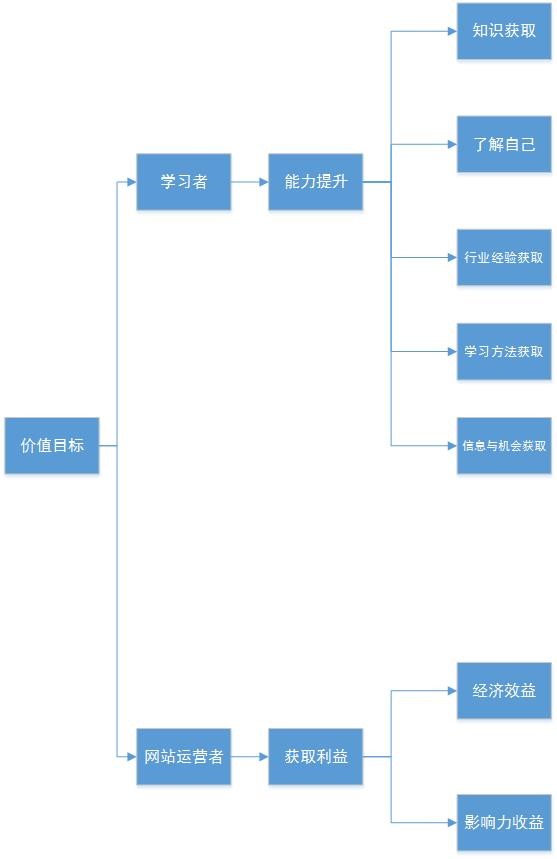 知识获取
了解自己
学习者
能力提升
行业经验获取
学习方法获取
价值目标
信息与机会获取
经济效益
网站运营者
获取利益
影响力收益